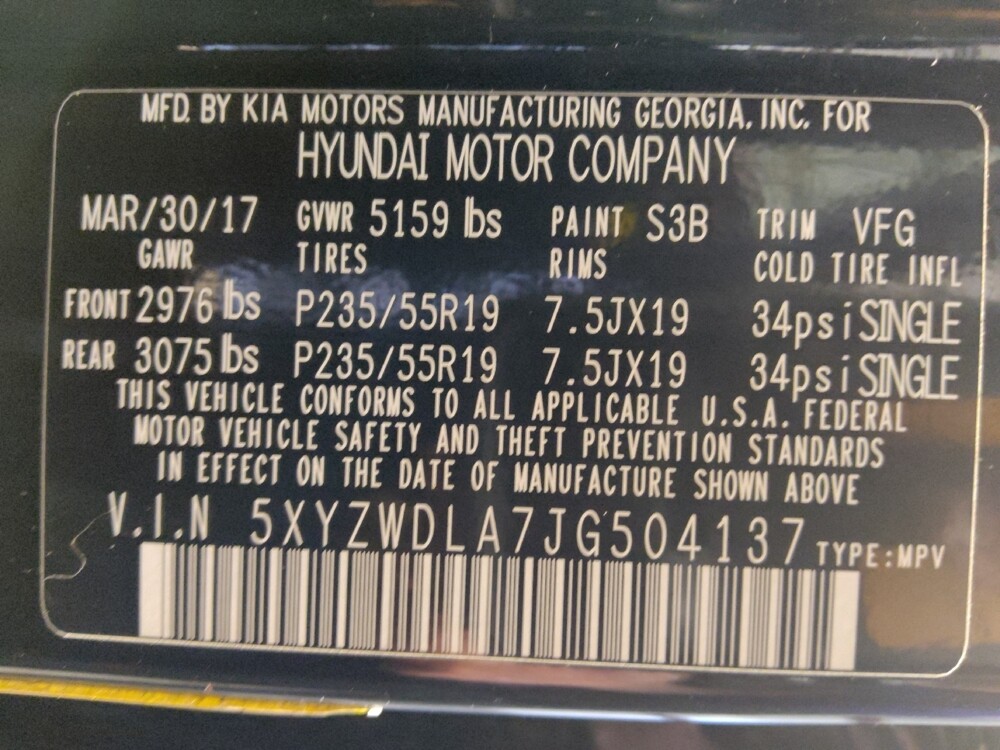 MFD. BY KIA MOTORS MANUFACTURING GEORGIA, INC. FOR
HYUNDAI MOTOR COMPANY
MAR/30/17 GVWR 5159 lbs PAINT S3B TRIM VFG
GAWR TIRES RIMS COLD TIRE INFL
FRONT 2976 lbs P235/55R19 7.5JX19 34psi SINGLE
REAR 3075 lbs P235/55R19 7.5JX19 34psi SINGLE
THIS VEHICLE CONFORMS TO ALL APPLICABLE U.S.A. FEDERAL
MOTOR VEHICLE SAFETY AND THEFT PREVENTION STANDARDS
IN EFFECT ON THE DATE OF MANUFACTURE SHOWN ABOVE
V.I.N 5XYZWDLA7JG504137 TYPE:MPV